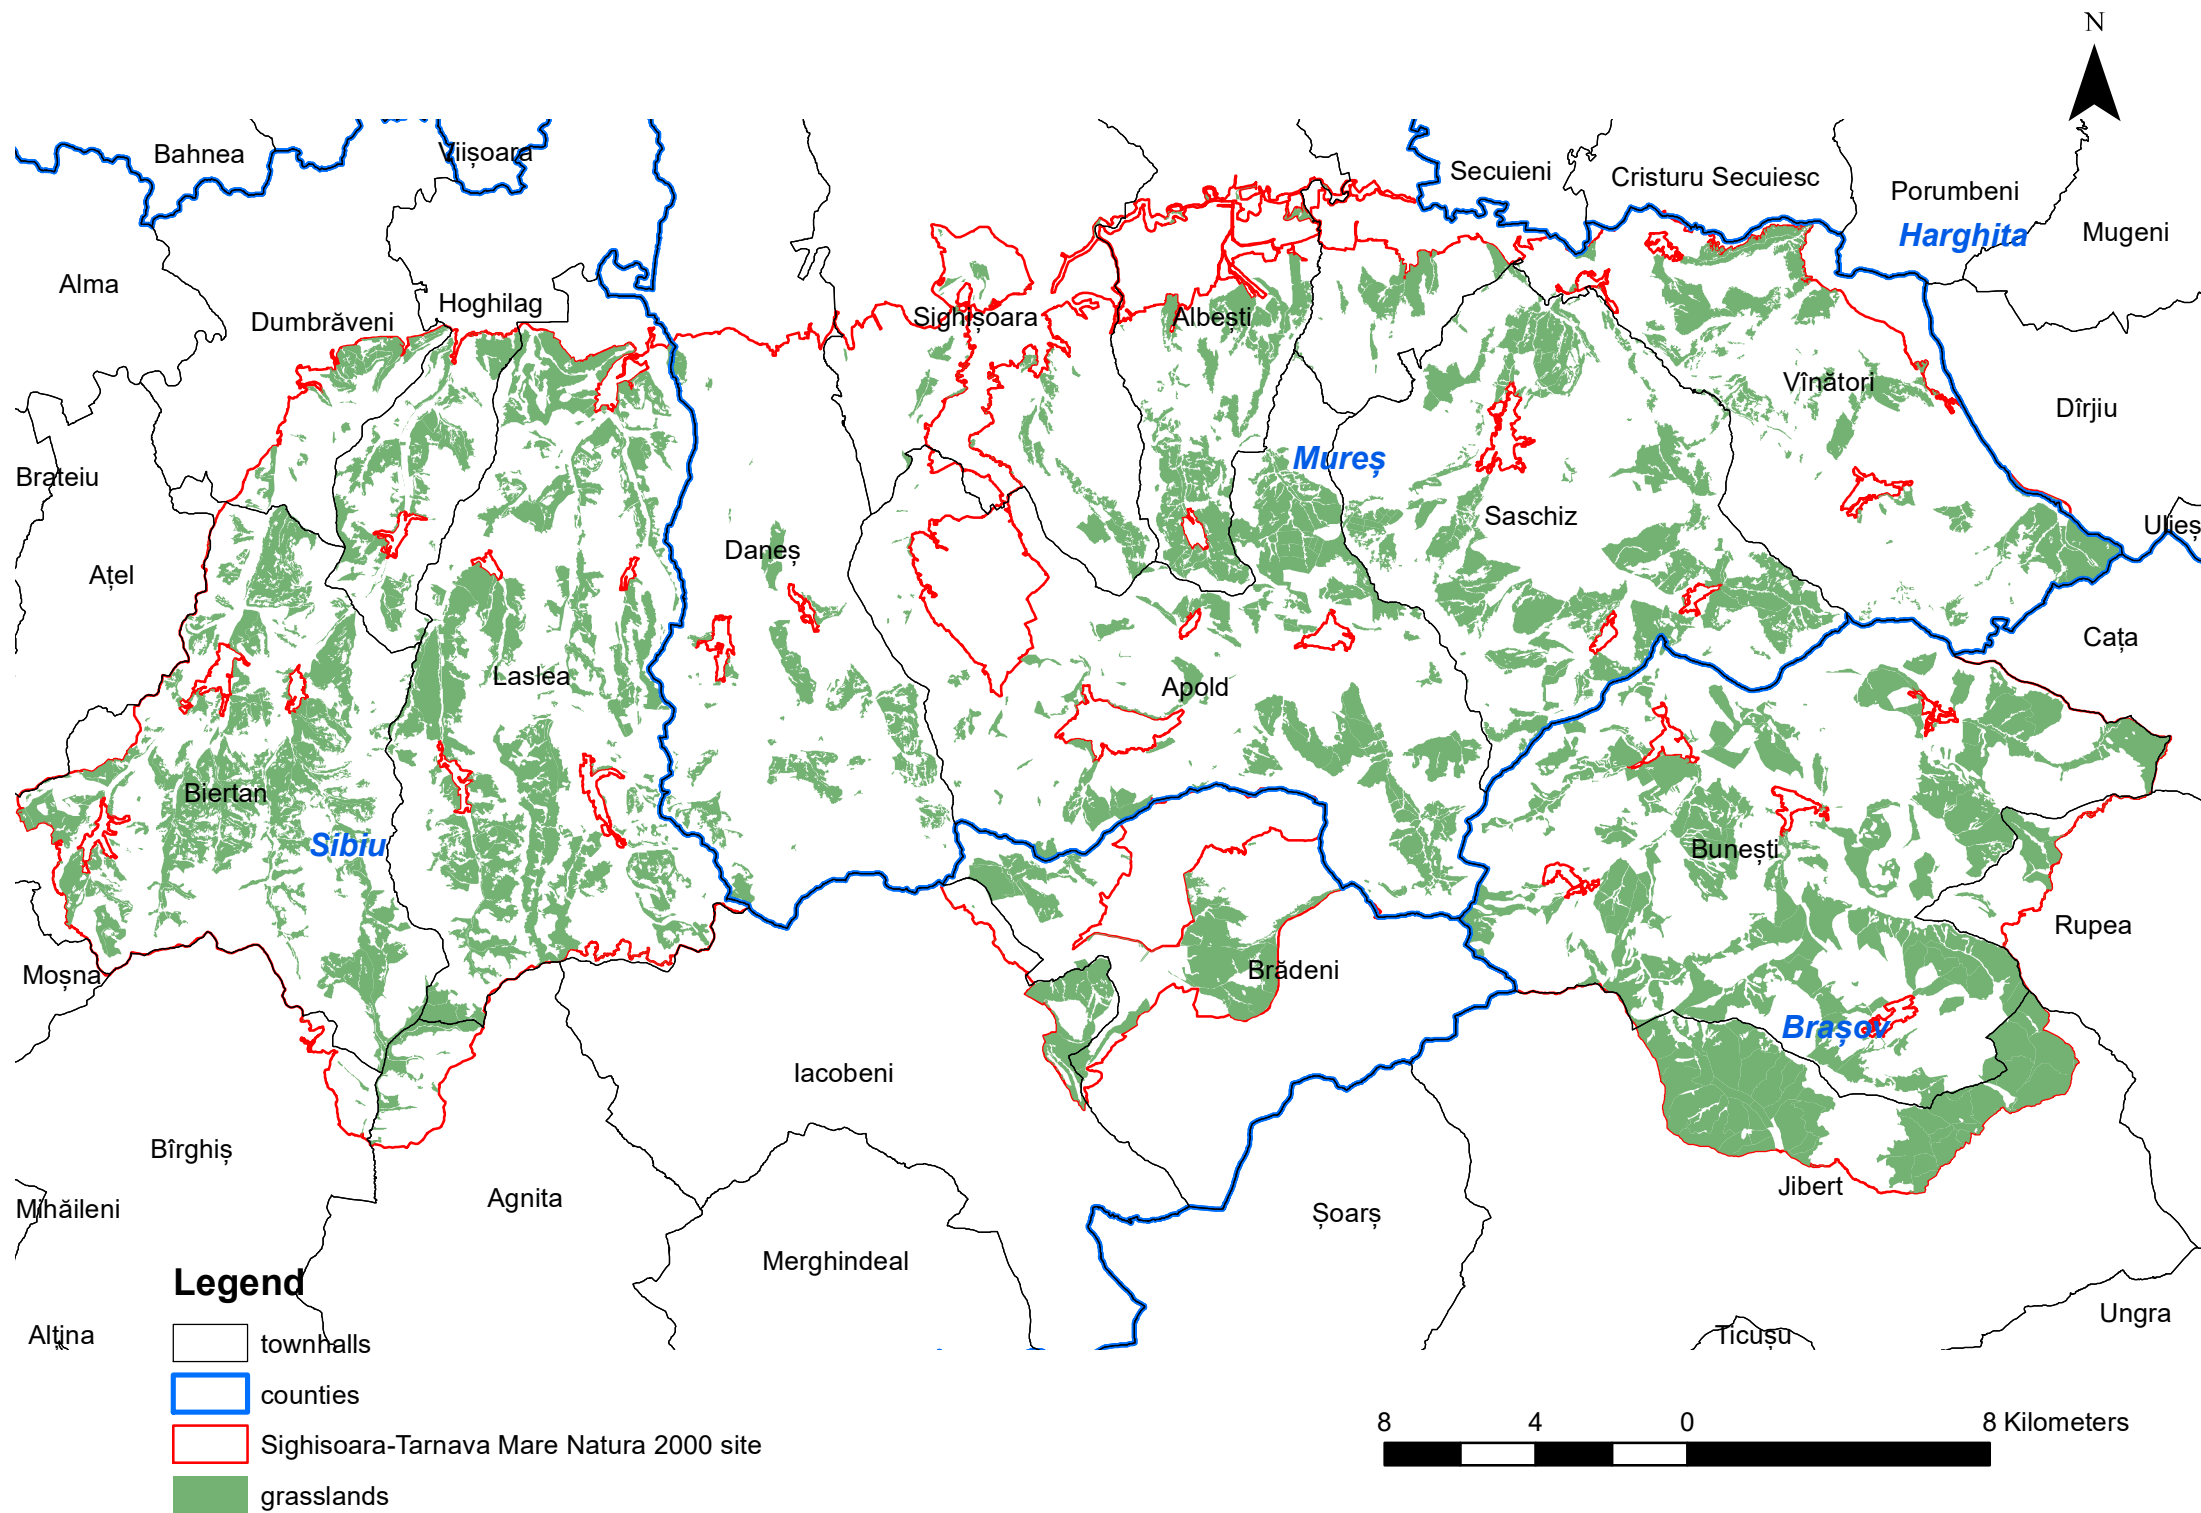 N
Bahnea
Viișoara
Secuieni
Cristuru Secuiesc
Porumbeni
Harghita
Mugeni
Alma
Hoghilag
Dumbrăveni
Sighișoara
Albești
Vînători
Dîrjiu
Brateiu
Mureș
Saschiz
Ulieș
Daneș
Ațel
Cața
Laslea
Apold
Biertan
Sibiu
Bunești
Rupea
Moșna
Brădeni
Brașov
Iacobeni
Bîrghiș
Jibert
Agnita
Mihăileni
Șoarș
Merghindeal
Ungra
Alțina
Ticușu
Legend
townhalls
counties
Sighisoara-Tarnava Mare Natura 2000 site
grasslands
8 4 0 8 Kilometers